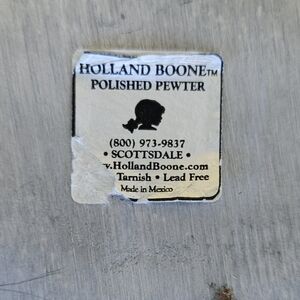 HOLLAND BOONE™
POLISHED PEWTER
(800) 973-9837
• SCOTTSDALE •
w.HollandBoone.com
Tarnish • Lead Free
Made in Mexico